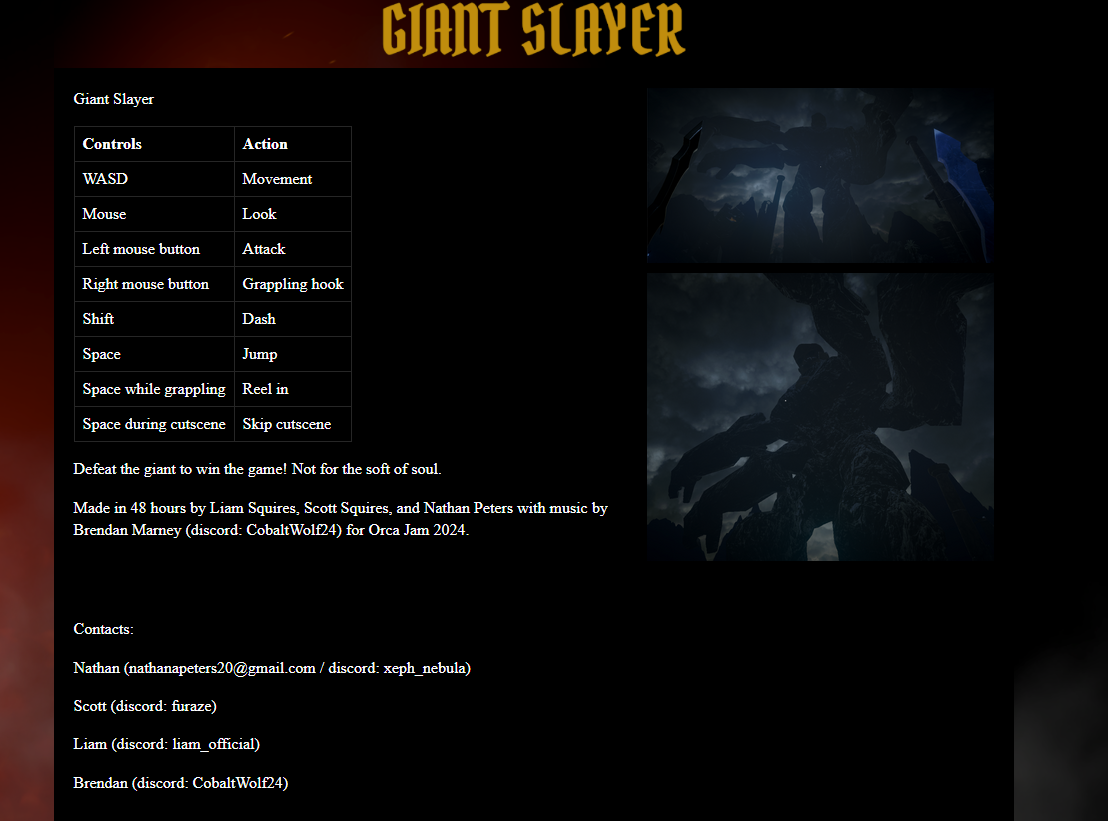 GIANT SLAYER
Giant Slayer
Controls Action
WASD Movement
Mouse Look
Left mouse button Attack
Right mouse button Grappling hook
Shift Dash
Space Jump
Space while grappling Reel in
Space during cutscene Skip cutscene
Defeat the giant to win the game! Not for the soft of soul.
Made in 48 hours by Liam Squires, Scott Squires, and Nathan Peters with music by
Brendan Marney (discord: CobaltWolf24) for Orca Jam 2024.
Contacts:
Nathan (nathanapeters20@gmail.com / discord: xeph_nebula)
Scott (discord: furaze)
Liam (discord: liam_official)
Brendan (discord: CobaltWolf24)